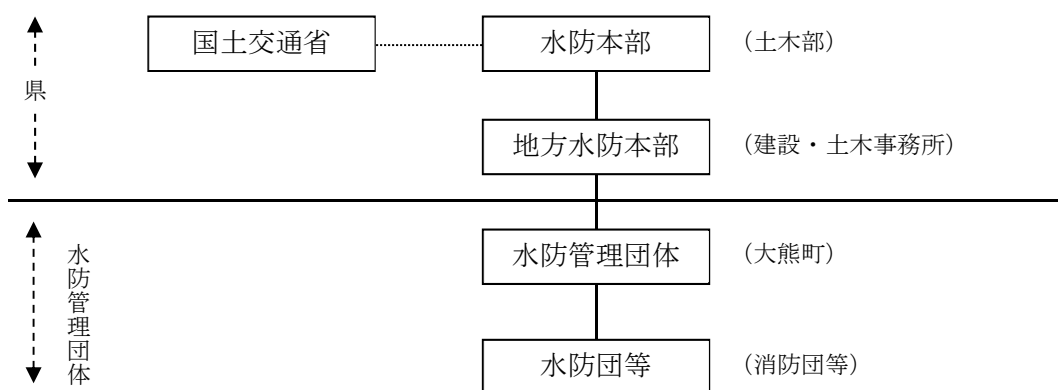 国土交通省
水防本部
（土木部）
県
地方水防本部
（建設・土木事務所）
水防管理団体
水防管理団体
（大熊町）
水防団等
（消防団等）